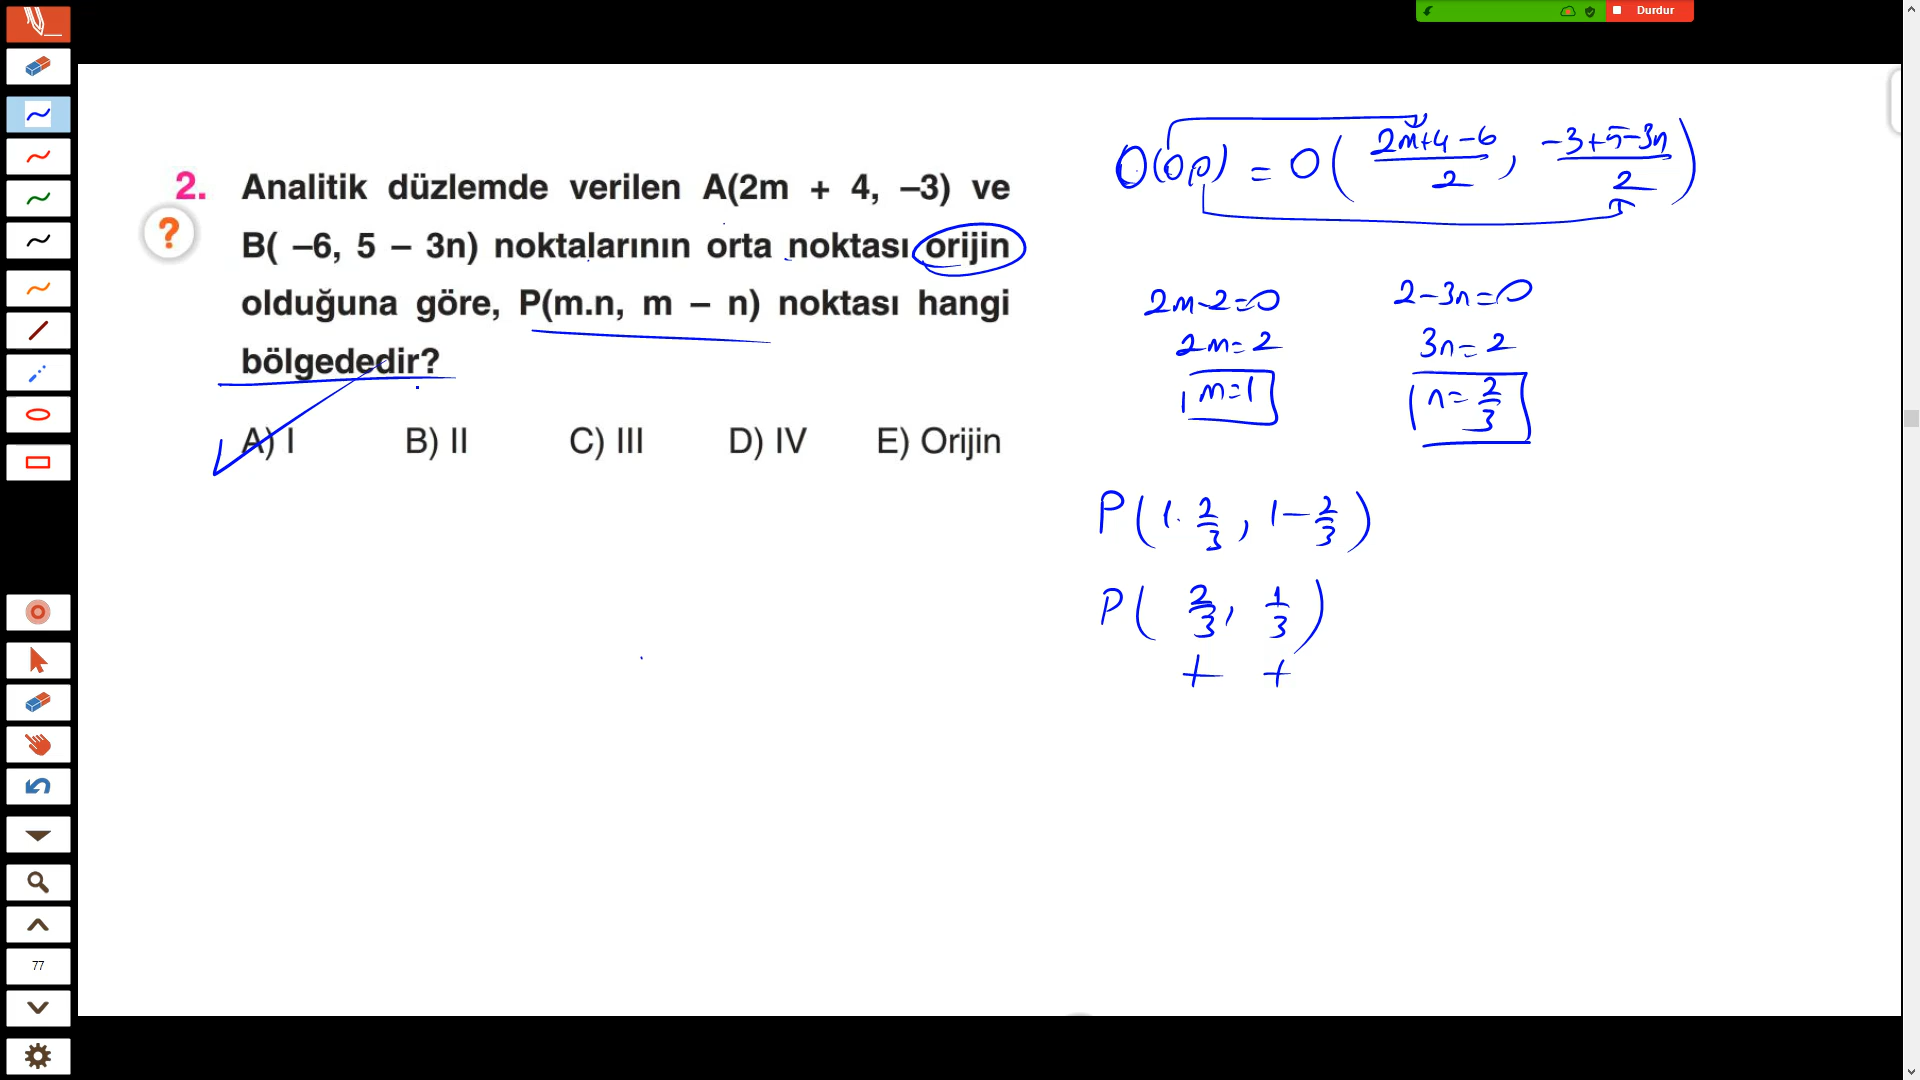 Durdur
2. Analitik düzlemde verilen A(2m + 4, –3) ve
? B( –6, 5 – 3n) noktalarının orta noktası orijin
olduğuna göre, P(m.n, m – n) noktası hangi
bölgededir?
A) I B) II C) III D) IV E) Orijin
O(0,0) = O( (2m+4-6)/2 , (-3+5-3n)/2 )
2m-2=0 2-3n=0
2m=2 3n=2
m=1 n=2/3
P(1.2/3, 1-2/3)
P(2/3, 1/3)
+ +
77